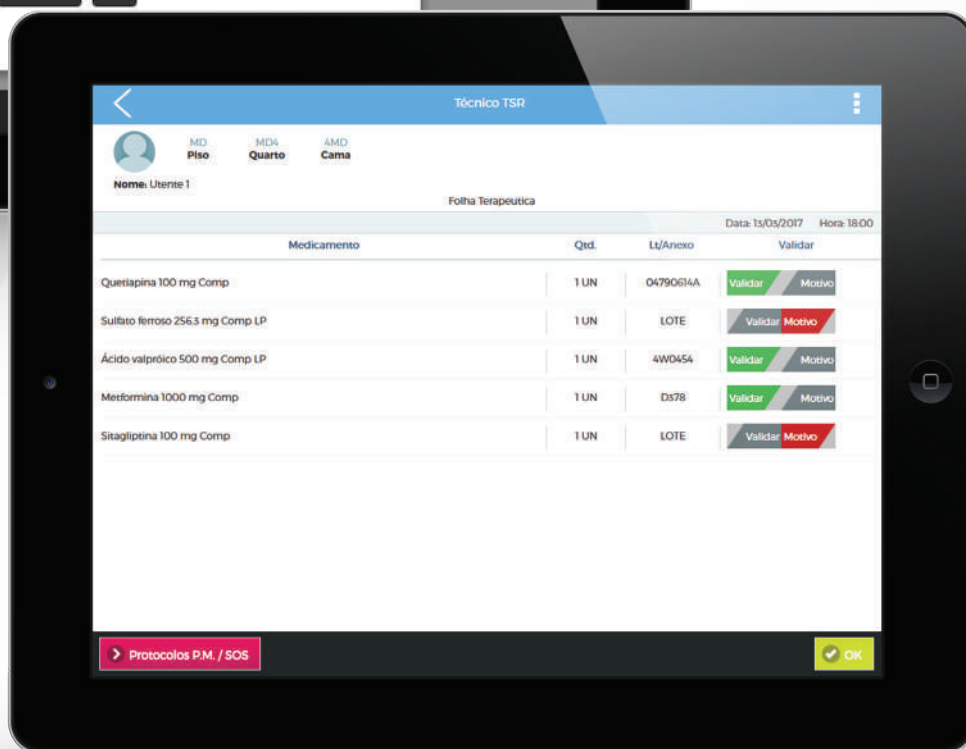 Técnico TSR
MD MD4 4MD
Piso Quarto Cama
Nome: Utente 1
Folha Terapeutica
Data: 13/03/2017 Hora: 18:00
Medicamento Qtd. Lt/Anexo Validar
Quetiapina 100 mg Comp 1 UN 04790614A Validar Motivo
Sulfato ferroso 256.3 mg Comp LP 1 UN LOTE Validar Motivo
Ácido valpróico 500 mg Comp LP 1 UN 4W0454 Validar Motivo
Metformina 1000 mg Comp 1 UN D378 Validar Motivo
Sitagliptina 100 mg Comp 1 UN LOTE Validar Motivo
Protocolos P.M. / SOS OK